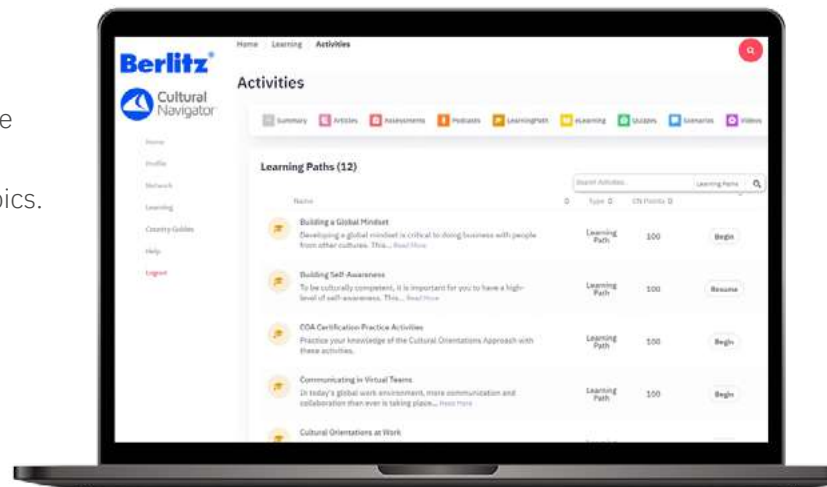 e
pics.
Home Learning Activities
Berlitz®
Cultural
Navigator
Activities
Summary Articles Assessments Podcasts LearningPath eLearning Quizzes Scenarios Videos
Home
Profile
Network
Learning
Country Guides
Help
Logout
Learning Paths (12)
Search Activities Learning Paths
Name Type CN Points
Building a Global Mindset
Developing a global mindset is critical to doing business with people
from other cultures. This... Read More
Learning
Path
100
Begin
Building Self-Awareness
To be culturally competent, it is important for you to have a high-
level of self-awareness. This... Read More
Learning
Path
100
Resume
COA Certification Practice Activities
Practice your knowledge of the Cultural Orientations Approach with
these activities.
Learning
Path
100
Begin
Communicating in Virtual Teams
In today's global work environment, more communication and
collaboration than ever is taking place... Read More
Learning
Path
100
Begin
Cultural Orientations at Work